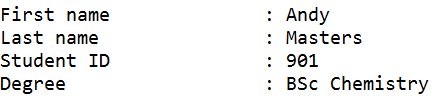 First name             : Andy
Last name              : Masters
Student ID             : 901
Degree                 : BSc Chemistry